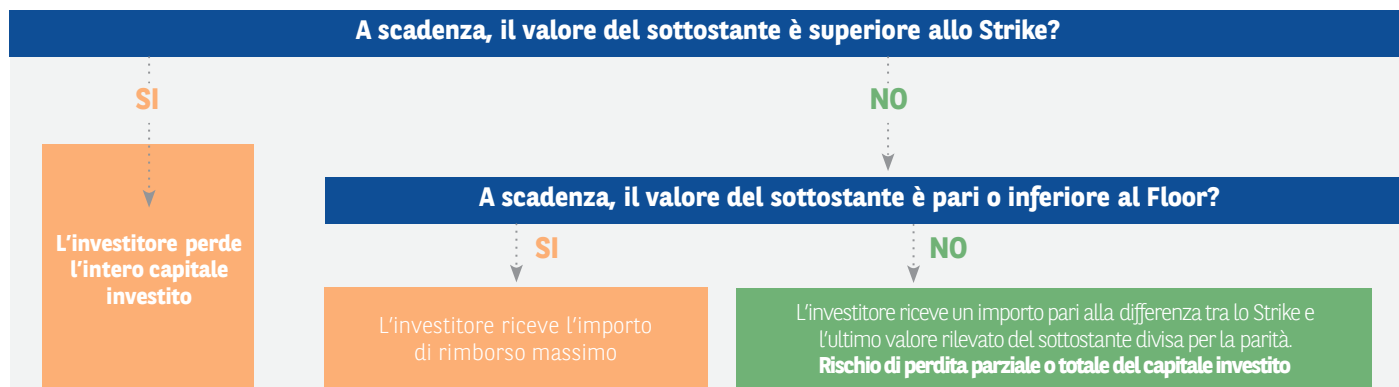 A scadenza, il valore del sottostante è superiore allo Strike?
SI
NO
L'investitore perde
l'intero capitale
investito
A scadenza, il valore del sottostante è pari o inferiore al Floor?
SI
NO
L'investitore riceve l'importo
di rimborso massimo
L'investitore riceve un importo pari alla differenza tra lo Strike e
l'ultimo valore rilevato del sottostante divisa per la parità.
Rischio di perdita parziale o totale del capitale investito